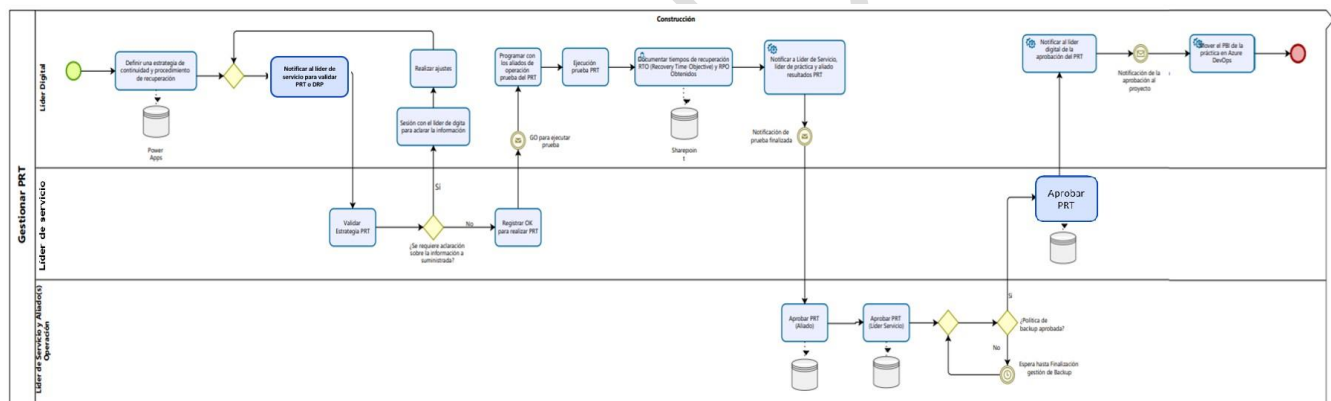 Construcción
Gestionar PRT
Líder Digital
Definir una estrategia de
continuidad y procedimiento
de recuperación
Power
Apps
Notificar al líder de
servicio para validar
PRT o DRP
Realizar ajustes
Sesión con el líder de digita
para aclarar la información
Programar con
los aliados de
operación
prueba del PRT
GO para ejecutar
prueba
Ejecución
prueba PRT
Documentar tiempos de recuperación
RTO (Recovery Time Objective) y RPO
Obtenidos
Sharepoin
t
Notificar a Líder de Servicio,
líder de práctica y aliado
resultados PRT
Notificación de
prueba finalizada
Notificar al líder
digital de la
aprobación del PRT
Notificación de la
aprobación al
proyecto
Mover el PBI de la
práctica en Azure
DevOps
Líder de servicio
Validar
Estrategia PRT
Si
No
¿Se requiere aclaración
sobre la información a
suministrada?
Registrar OK
para realizar PRT
Aprobar
PRT
Líder de Servicio y Aliado(s)
Operación
Aprobar PRT
(Aliado)
Aprobar PRT
(Líder Servicio)
Si
¿Política de
backup aprobada?
No
Espera hasta Finalización
gestión de Backup